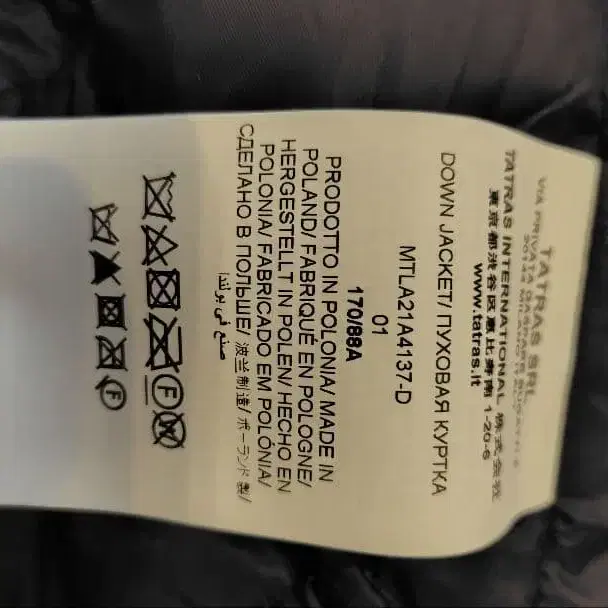 TATRAS SRL
VIA PRIVATA GASPARE
TATRAS INTERNATIONAL 株式会社
東京都渋谷区恵比寿南 1-20-6
www.tatras.it
DOWN JACKET/ ПУХОВАЯ КУРТКА
MTLA21A4137-D
01
170/88A
PRODOTTO IN POLONIA/ MADE IN
POLAND/ FABRIQUÉ EN POLOGNE/
HERGESTELLT IN POLEN/ HECHO EN
POLONIA/ FABRICADO EM POLÓNIA/
СДЕЛАНО В ПОЛЬШЕ/ 波兰制造/ ポーランド製/
صنع في بولندا
F W
F